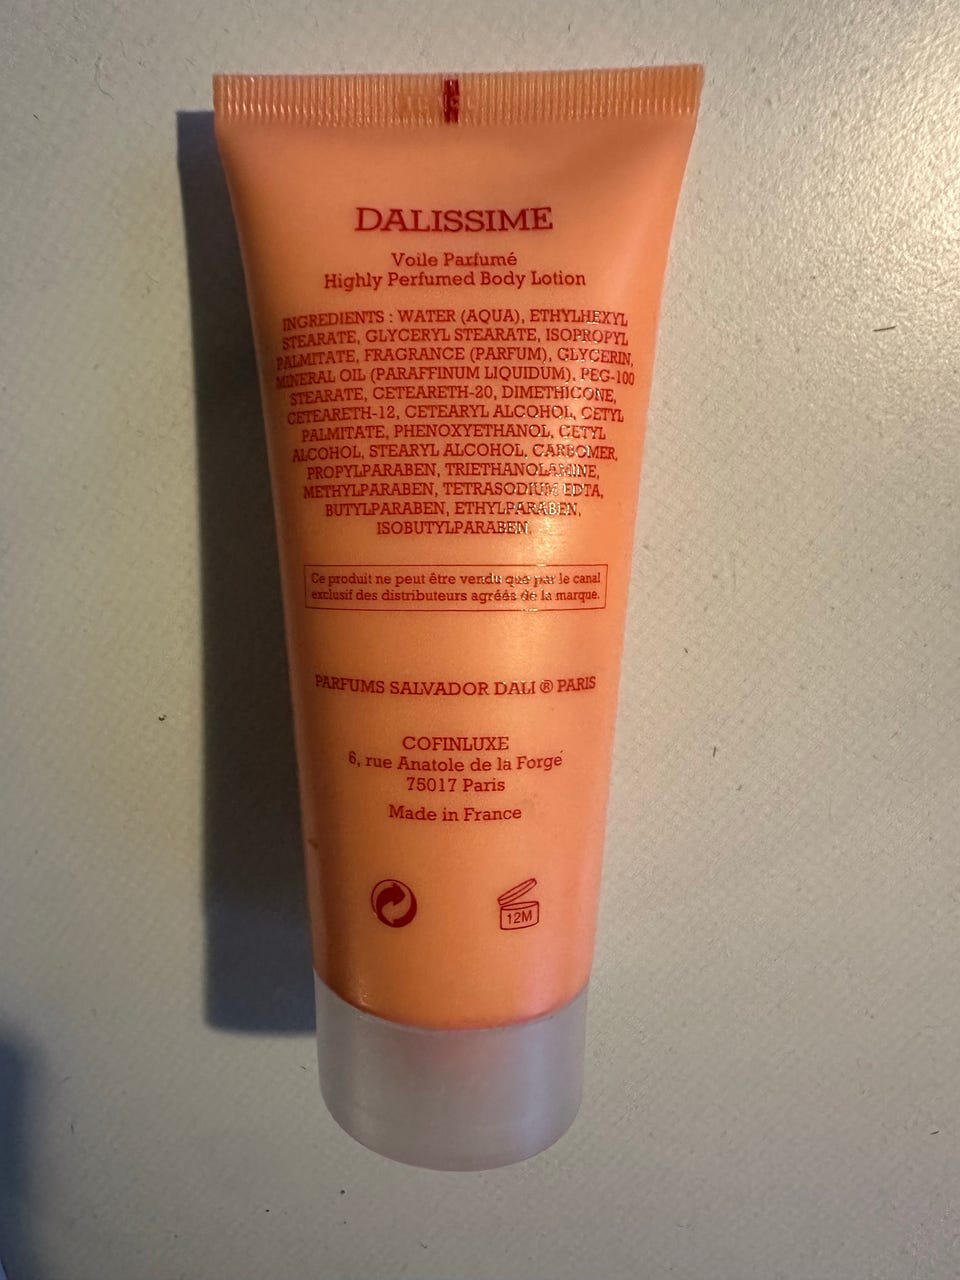 DALISSIME
Voile Parfumé
Highly Perfumed Body Lotion
INGREDIENTS : WATER (AQUA), ETHYLHEXYL
STEARATE, GLYCERYL STEARATE, ISOPROPYL
PALMITATE, FRAGRANCE (PARFUM), GLYCERIN,
MINERAL OIL (PARAFFINUM LIQUIDUM), PEG-100
STEARATE, CETEARETH-20, DIMETHICONE,
CETEARETH-12, CETEARYL ALCOHOL, CETYL
PALMITATE, PHENOXYETHANOL, CETYL
ALCOHOL, STEARYL ALCOHOL, CARBOMER,
PROPYLPARABEN, TRIETHANOLAMINE,
METHYLPARABEN, TETRASODIUM EDTA,
BUTYLPARABEN, ETHYLPARABEN,
ISOBUTYLPARABEN.
Ce produit ne peut être vendu que par le canal
exclusif des distributeurs agréés de la marque.
PARFUMS SALVADOR DALI ® PARIS
COFINLUXE
6, rue Anatole de la Forge
75017 Paris
Made in France
12M